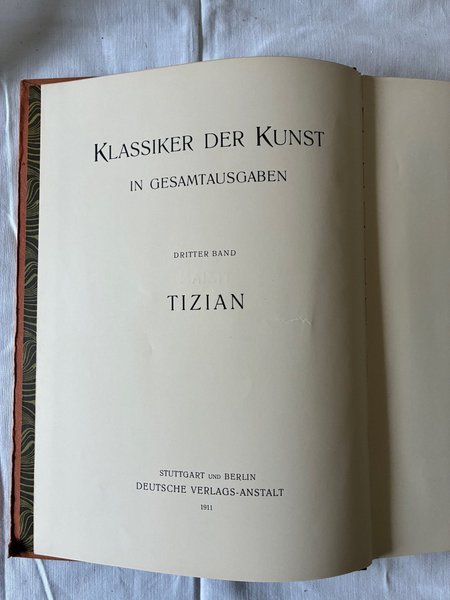 KLASSIKER DER KUNST
IN GESAMTAUSGABEN
DRITTER BAND
TIZIAN
STUTTGART UND BERLIN
DEUTSCHE VERLAGS-ANSTALT
1911